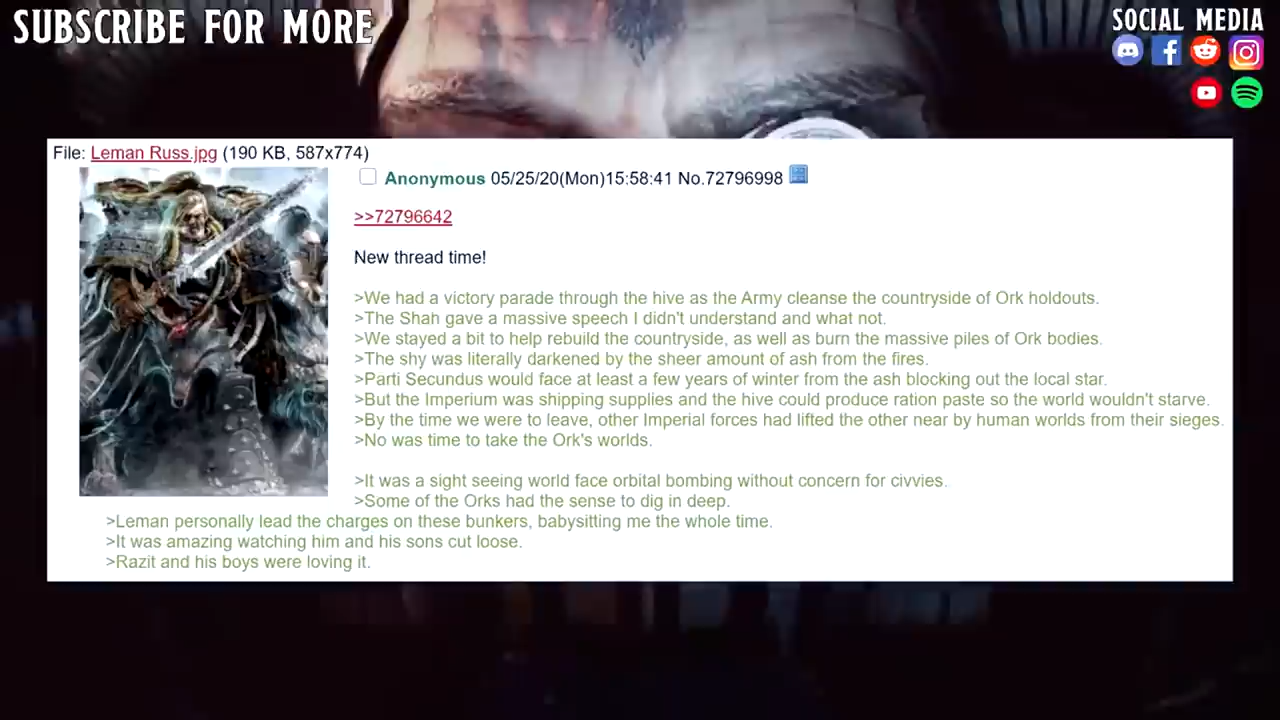 SUBSCRIBE FOR MORE
SOCIAL MEDIA
File: Leman Russ.jpg (190 KB, 587x774)
Anonymous 05/25/20(Mon)15:58:41 No.72796998
>>72796642
New thread time!
>We had a victory parade through the hive as the Army cleanse the countryside of Ork holdouts.
>The Shah gave a massive speech I didn't understand and what not.
>We stayed a bit to help rebuild the countryside, as well as burn the massive piles of Ork bodies.
>The shy was literally darkened by the sheer amount of ash from the fires.
>Parti Secundus would face at least a few years of winter from the ash blocking out the local star.
>But the Imperium was shipping supplies and the hive could produce ration paste so the world wouldn't starve.
>By the time we were to leave, other Imperial forces had lifted the other near by human worlds from their sieges.
>No was time to take the Ork's worlds.
>It was a sight seeing world face orbital bombing without concern for civvies.
>Some of the Orks had the sense to dig in deep.
>Leman personally lead the charges on these bunkers, babysitting me the whole time.
>It was amazing watching him and his sons cut loose.
>Razit and his boys were loving it.